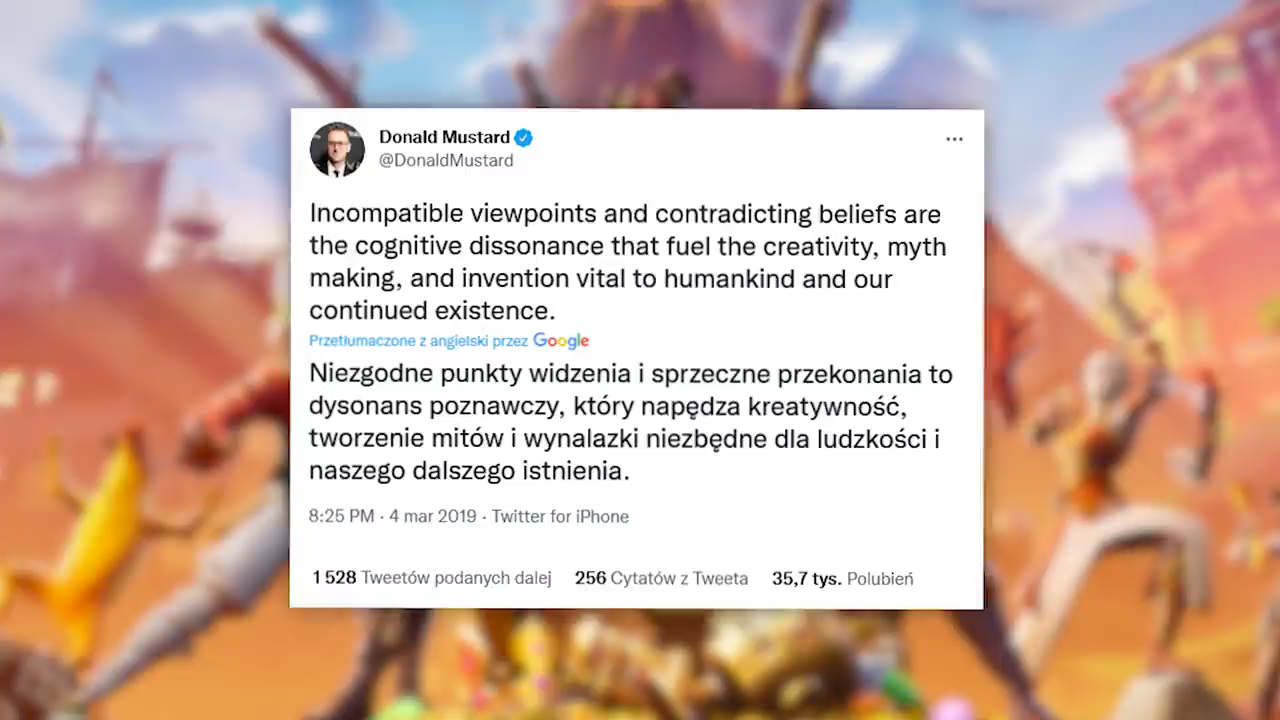 Donald Mustard
@DonaldMustard
Incompatible viewpoints and contradicting beliefs are
the cognitive dissonance that fuel the creativity, myth
making, and invention vital to humankind and our
continued existence.
Przetłumaczone z angielski przez Google
Niezgodne punkty widzenia i sprzeczne przekonania to
dysonans poznawczy, który napędza kreatywność,
tworzenie mitów i wynalazki niezbędne dla ludzkości i
naszego dalszego istnienia.
8:25 PM · 4 mar 2019 · Twitter for iPhone
1 528 Tweetów podanych dalej 256 Cytatów z Tweeta 35,7 tys. Polubień